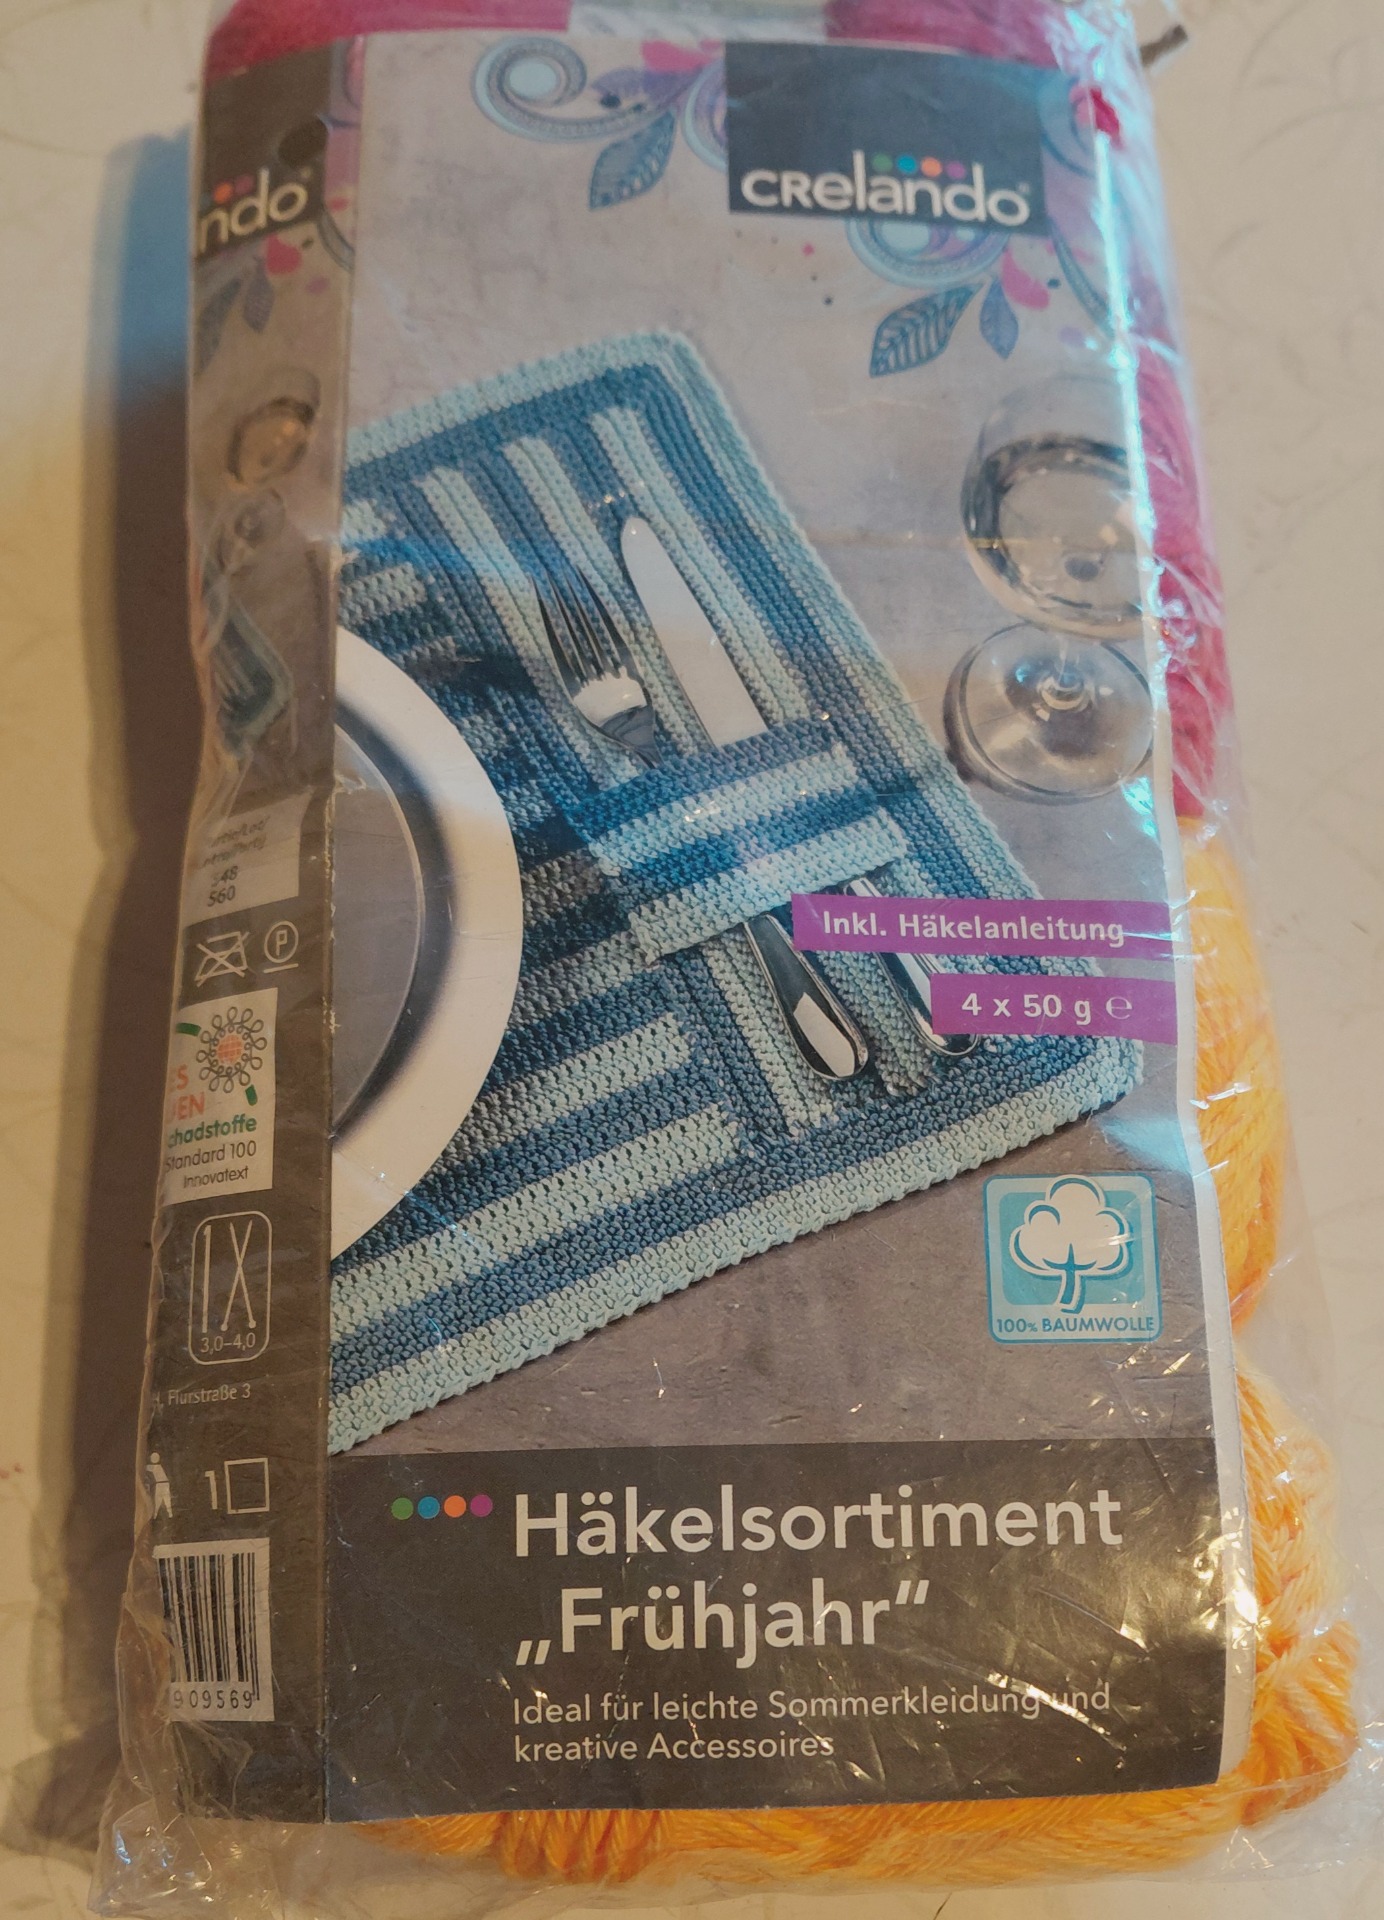 crelando
ndo
Inkl. Häkelanleitung
4 x 50 g ℮
100% BAUMWOLLE
Häkelsortiment
„Frühjahr“
Ideal für leichte Sommerkleidung und
kreative Accessoires
560
P
chadstoffe
Standard 100
Innovatext
3,0–4,0
Flurstraße 3
1
909569